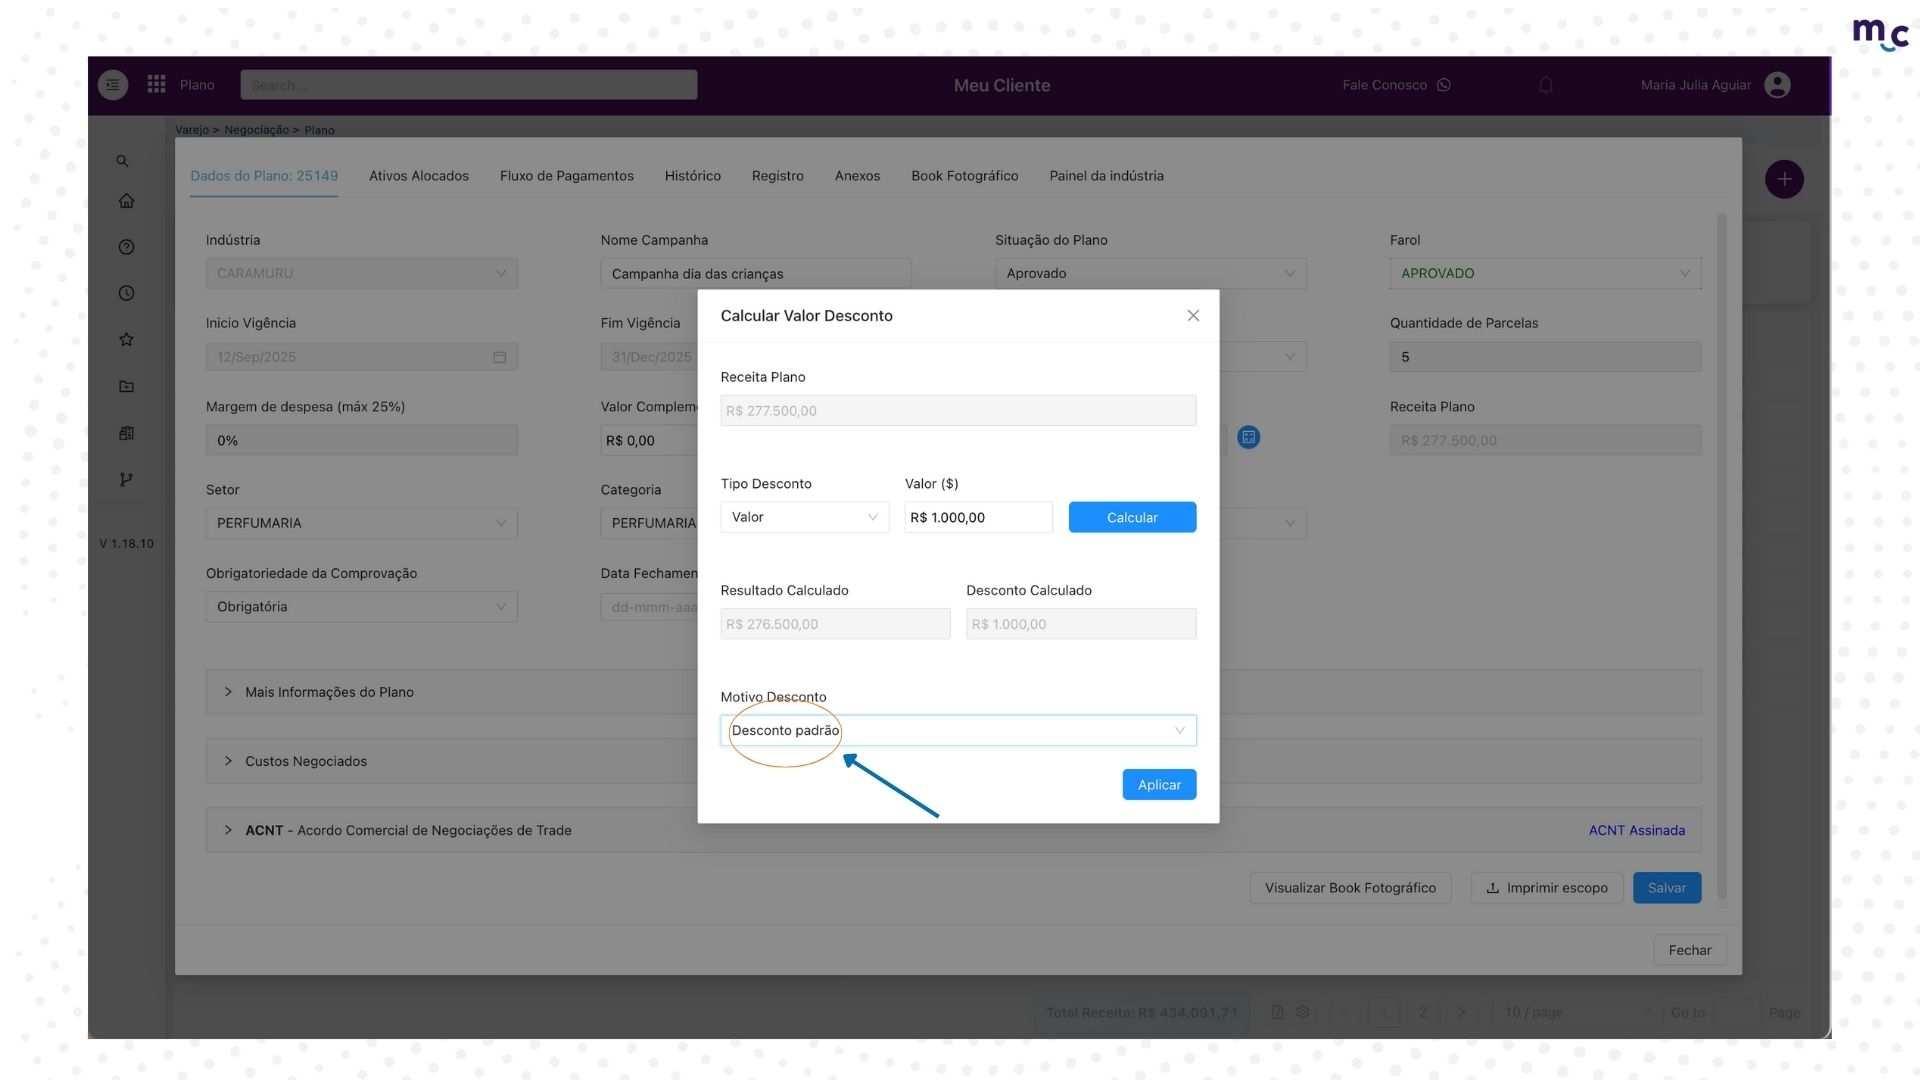 mc
Plano
Search...
Meu Cliente
Fale Conosco
Maria Julia Aguiar
Varejo > Negociação > Plano
Dados do Plano: 25149
Ativos Alocados
Fluxo de Pagamentos
Histórico
Registro
Anexos
Book Fotográfico
Painel da indústria
Indústria
Nome Campanha
Situação do Plano
Farol
CARAMURU
Campanha dia das crianças
Aprovado
APROVADO
Inicio Vigência
Fim Vigência
Quantidade de Parcelas
12/Sep/2025
31/Dec/2025
5
Margem de despesa (máx 25%)
Valor Complem
Receita Plano
0%
R$ 0,00
R$ 277.500,00
Setor
Categoria
PERFUMARIA
PERFUMARIA
V 1.18.10
Obrigatoriedade da Comprovação
Data Fechamen
Obrigatória
dd-mmm-aaa
Mais Informações do Plano
Custos Negociados
ACNT - Acordo Comercial de Negociações de Trade
ACNT Assinada
Visualizar Book Fotográfico
Imprimir escopo
Salvar
Fechar
Calcular Valor Desconto
Receita Plano
R$ 277.500,00
Tipo Desconto
Valor ($)
Valor
R$ 1.000,00
Calcular
Resultado Calculado
Desconto Calculado
R$ 276.500,00
R$ 1.000,00
Motivo Desconto
Desconto padrão
Aplicar
Total Receita: R$ 434.091,71
1
2
10 / page
Go to
Page